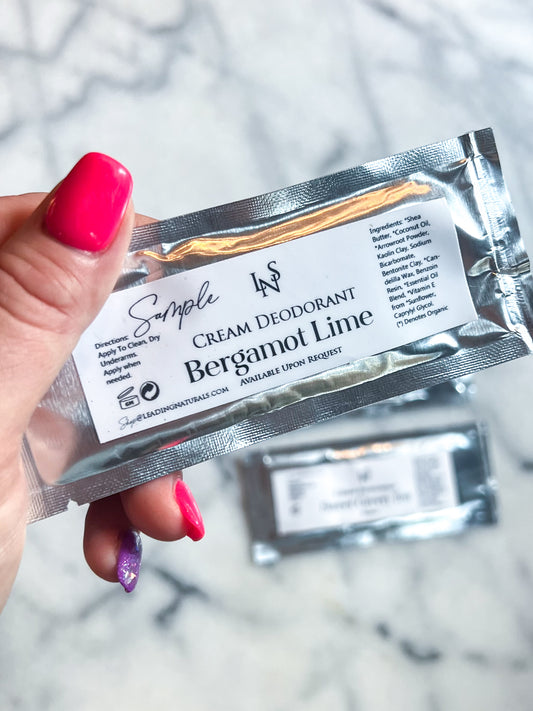 Sample
Directions:
Apply To Clean, Dry
Underarms.
Apply when
needed.
6M
Shop@LEADINGNATURALS.COM
LNS
CREAM DEODORANT
Bergamot Lime
AVAILABLE UPON REQUEST
Ingredients: *Shea
Butter, *Coconut Oil,
*Arrowroot Powder,
Kaolin Clay, Sodium
Bicarbonate,
Bentonite Clay, *Can-
delilla Wax, Benzoin
Resin, *Essential Oil
Blend, *Vitamin E
from *Sunflower,
Caprylyl Glycol.
(*) Denotes Organic